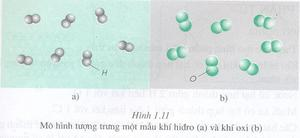 H
O
a)
b)
Hình 1.11
Mô hình tượng trưng một mẫu khí hiđro (a) và khí oxi (b)